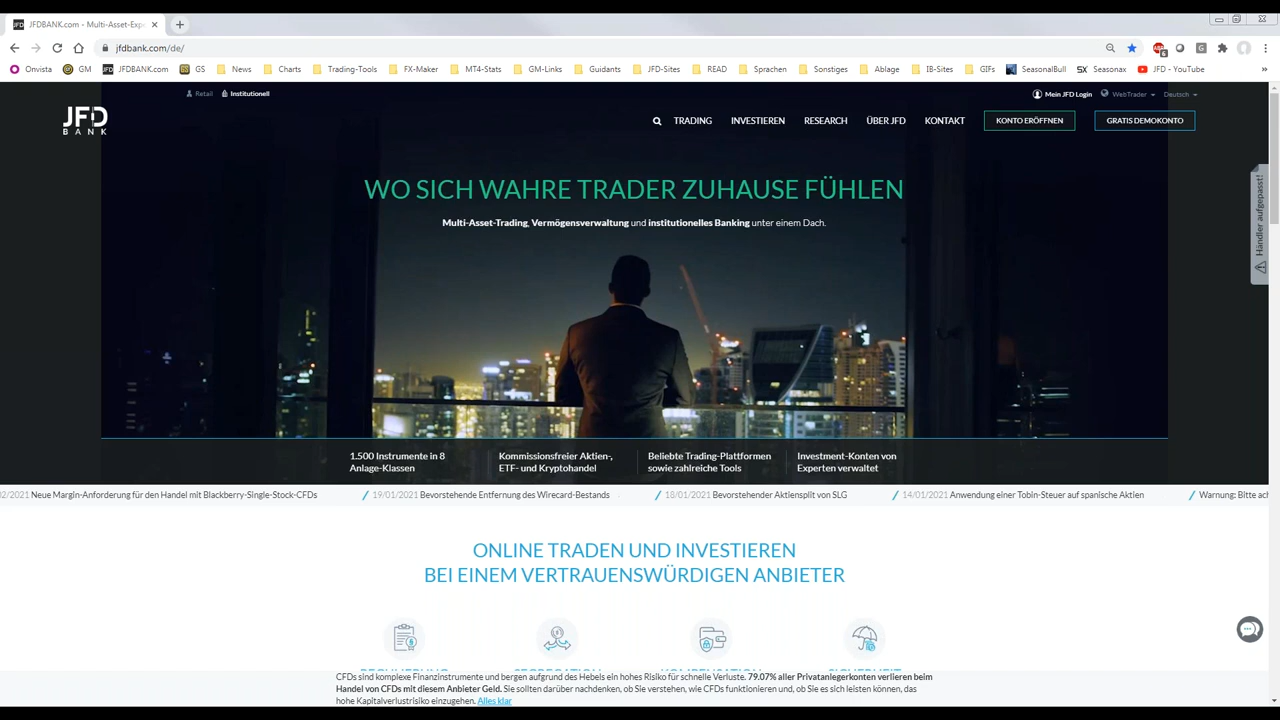 JFDBANK.com - Multi-Asset-Exp
jfdbank.com/de/
Onvista GM JFDBANK.com GS News Charts Trading-Tools FX-Maker MT4-Stats GM-Links Guidants JFD-Sites READ Sprachen Sonstiges Ablage IB-Sites GIFs SeasonalBull Seasonax JFD - YouTube »
Retail Institutionell Mein JFD Login WebTrader Deutsch
JFD
BANK
TRADING INVESTIEREN RESEARCH ÜBER JFD KONTAKT KONTO ERÖFFNEN GRATIS DEMOKONTO
WO SICH WAHRE TRADER ZUHAUSE FÜHLEN
Multi-Asset-Trading, Vermögensverwaltung und institutionelles Banking unter einem Dach.
Händler aufgepasst!
1.500 Instrumente in 8
Anlage-Klassen
Kommissionsfreier Aktien-,
ETF- und Kryptohandel
Beliebte Trading-Plattformen
sowie zahlreiche Tools
Investment-Konten von
Experten verwaltet
02/2021 Neue Margin-Anforderung für den Handel mit Blackberry-Single-Stock-CFDs / 19/01/2021 Bevorstehende Entfernung des Wirecard-Bestands / 18/01/2021 Bevorstehender Aktiensplit von SLG / 14/01/2021 Anwendung einer Tobin-Steuer auf spanische Aktien / Warnung: Bitte ach
ONLINE TRADEN UND INVESTIEREN
BEI EINEM VERTRAUENSWÜRDIGEN ANBIETER
CFDs sind komplexe Finanzinstrumente und bergen aufgrund des Hebels ein hohes Risiko für schnelle Verluste. 79.07% aller Privatanlegerkonten verlieren beim
Handel von CFDs mit diesem Anbieter Geld. Sie sollten darüber nachdenken, ob Sie verstehen, wie CFDs funktionieren und, ob Sie es sich leisten können, das
hohe Kapitalverlustrisiko einzugehen. Alles klar